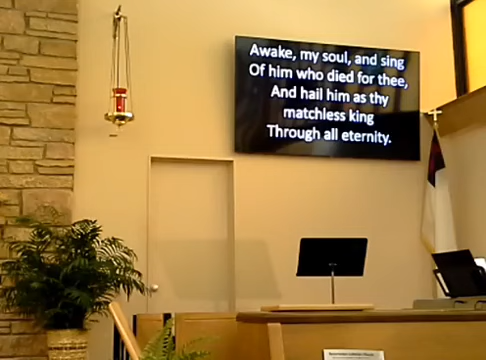 Awake, my soul, and sing
Of him who died for thee,
And hail him as thy
matchless king
Through all eternity.